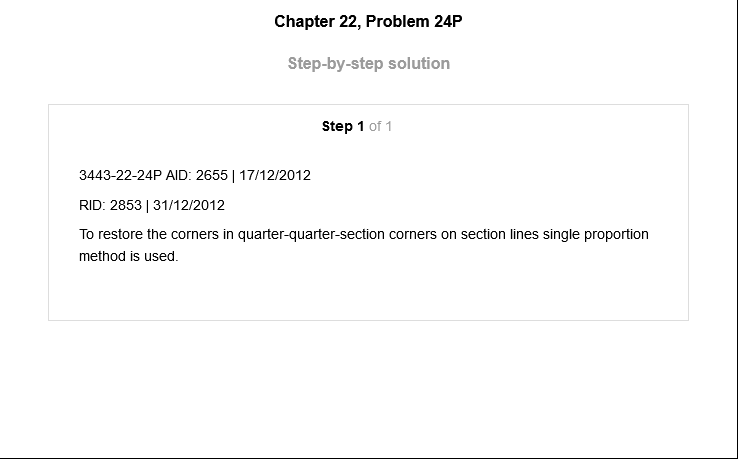 Chapter 22, Problem 24P
Step-by-step solution
Step 1 of 1
3443-22-24P AID: 2655 | 17/12/2012
RID: 2853 | 31/12/2012
To restore the corners in quarter-quarter-section corners on section lines single proportion
method is used.